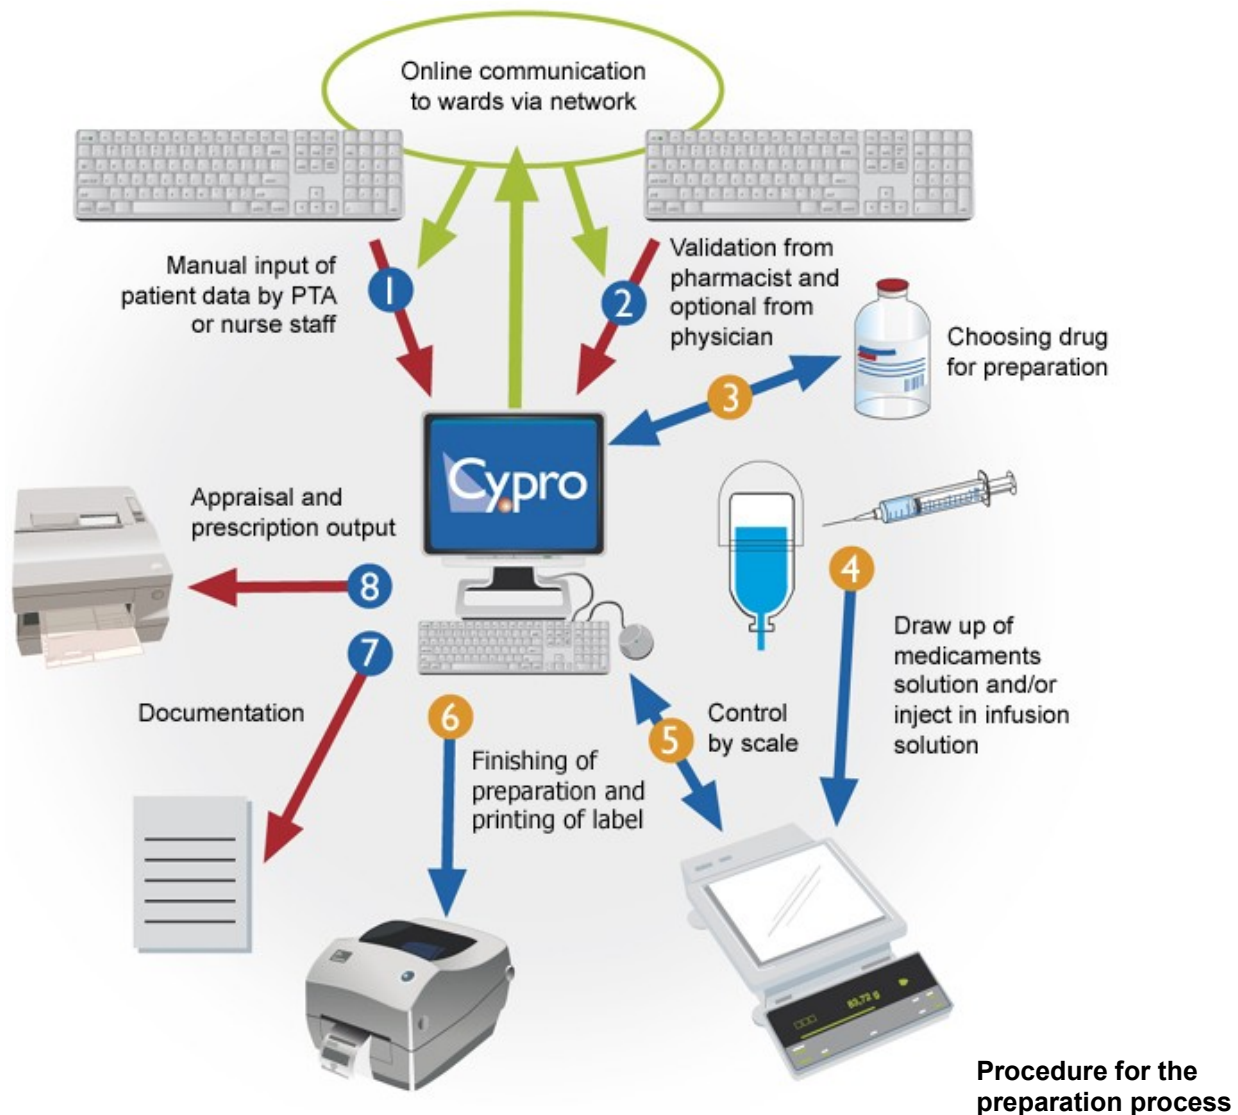 Online communication
to wards via network
Manual input of
patient data by PTA
or nurse staff
1
2
Validation from
pharmacist and
optional from
physician
3
Choosing drug
for preparation
Cypro
Appraisal and
prescription output
8
7
Documentation
6
Finishing of
preparation and
printing of label
5
Control
by scale
4
Draw up of
medicaments
solution and/or
inject in infusion
solution
Procedure for the
preparation process